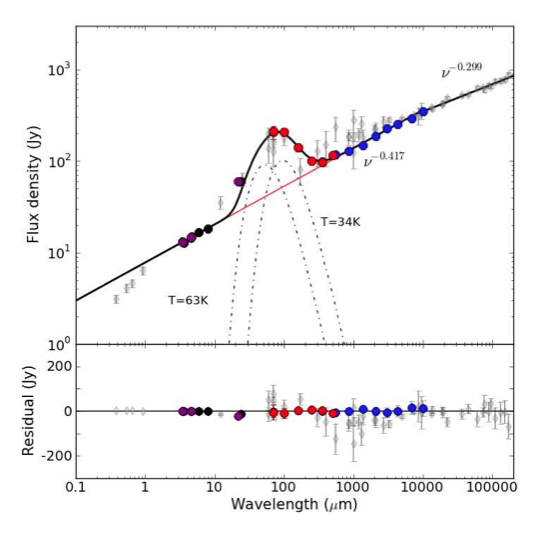 10³
ν^−0.299
10²
ν^−0.417
Flux density (Jy)
T=34K
10¹
T=63K
10⁰
200
0
-200
Residual (Jy)
0.1 1 10 100 1000 10000 100000
Wavelength (μm)